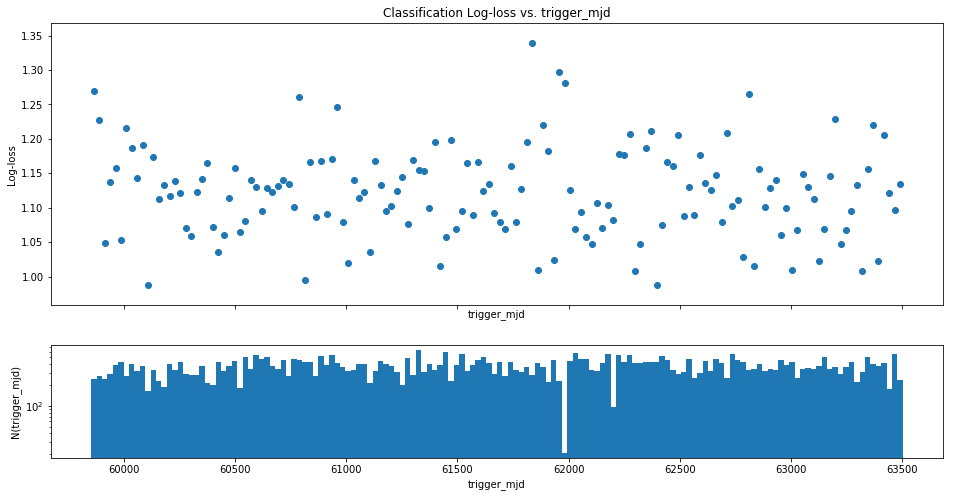 Classification Log-loss vs. trigger_mjd
Log-loss
1.35
1.30
1.25
1.20
1.15
1.10
1.05
1.00
trigger_mjd
N(trigger_mjd)
10²
60000 60500 61000 61500 62000 62500 63000 63500
trigger_mjd